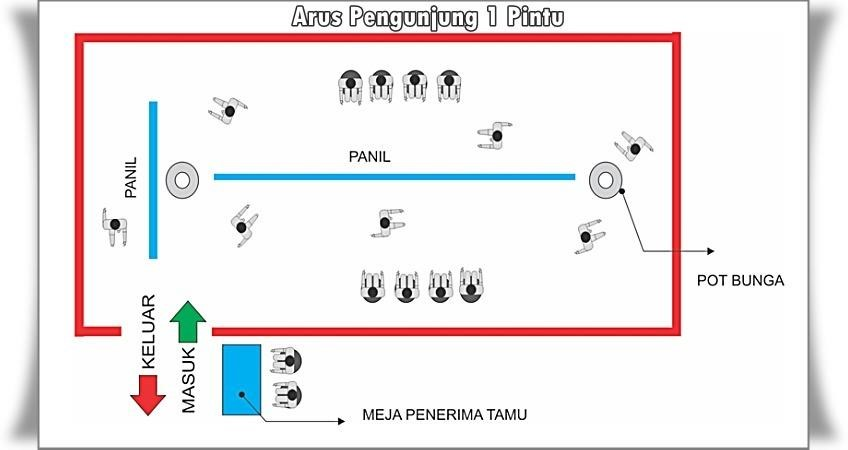 Arus Pengunjung 1 Pintu
PANIL
PANIL
POT BUNGA
KELUAR
MASUK
MEJA PENERIMA TAMU